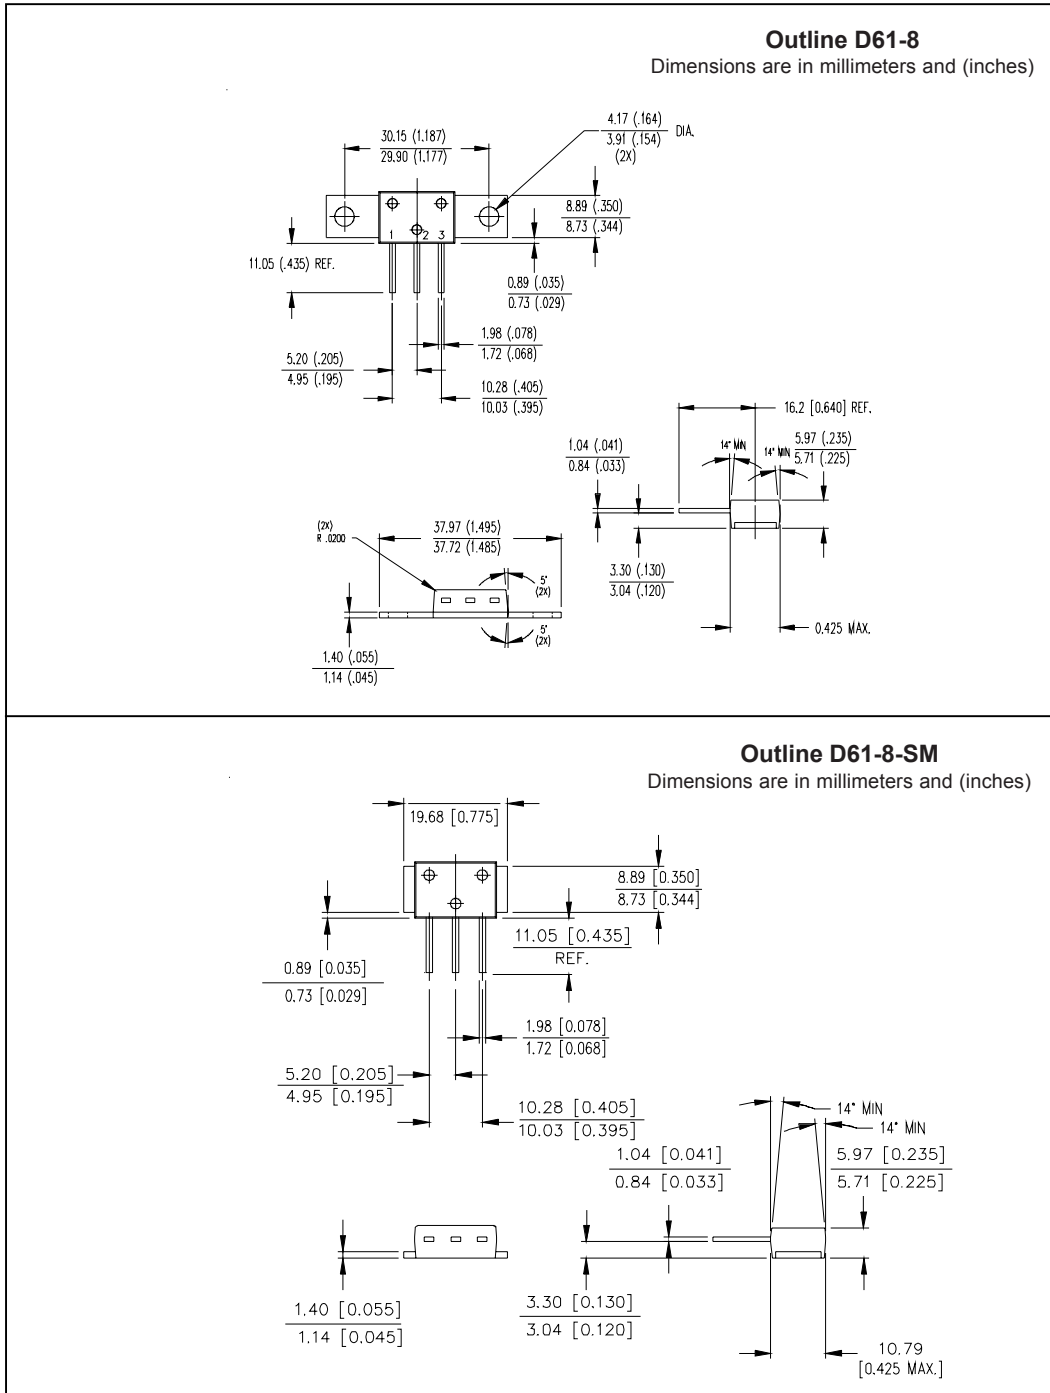 Outline D61-8
Dimensions are in millimeters and (inches)
30.15 (1.187)
29.90 (1.177)
4.17 (.164)
3.91 (.154)
DIA.
(2X)
8.89 (.350)
8.73 (.344)
1 2 3
11.05 (.435) REF.
0.89 (.035)
0.73 (.029)
1.98 (.078)
1.72 (.068)
5.20 (.205)
4.95 (.195)
10.28 (.405)
10.03 (.395)
16.2 [0.640] REF.
1.04 (.041)
0.84 (.033)
14° MIN
14° MIN
5.97 (.235)
5.71 (.225)
(2X)
R .0200
37.97 (1.495)
37.72 (1.485)
5°
(2X)
3.30 (.130)
3.04 (.120)
5°
(2X)
0.425 MAX.
1.40 (.055)
1.14 (.045)
Outline D61-8-SM
Dimensions are in millimeters and (inches)
19.68 [0.775]
8.89 [0.350]
8.73 [0.344]
11.05 [0.435]
REF.
0.89 [0.035]
0.73 [0.029]
1.98 [0.078]
1.72 [0.068]
5.20 [0.205]
4.95 [0.195]
10.28 [0.405]
10.03 [0.395]
14° MIN
14° MIN
1.04 [0.041]
0.84 [0.033]
5.97 [0.235]
5.71 [0.225]
1.40 [0.055]
1.14 [0.045]
3.30 [0.130]
3.04 [0.120]
10.79
[0.425 MAX.]